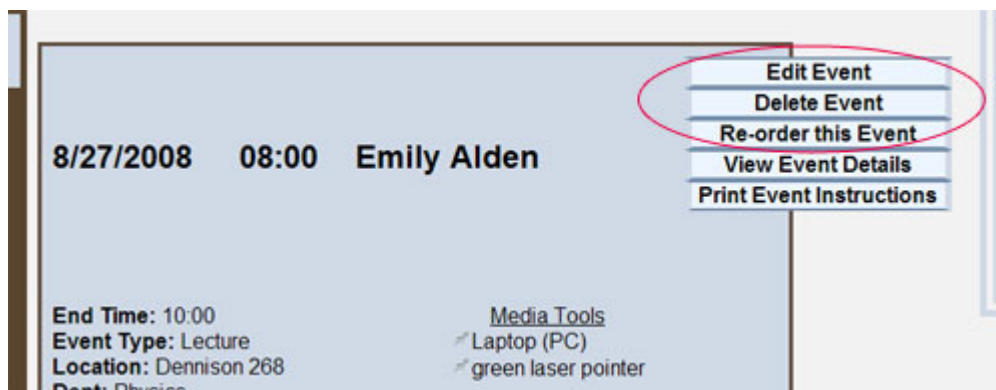 Edit Event
Delete Event
Re-order this Event
View Event Details
Print Event Instructions
8/27/2008 08:00 Emily Alden
End Time: 10:00
Event Type: Lecture
Location: Dennison 268
Dept: Physics
Media Tools
Laptop (PC)
green laser pointer